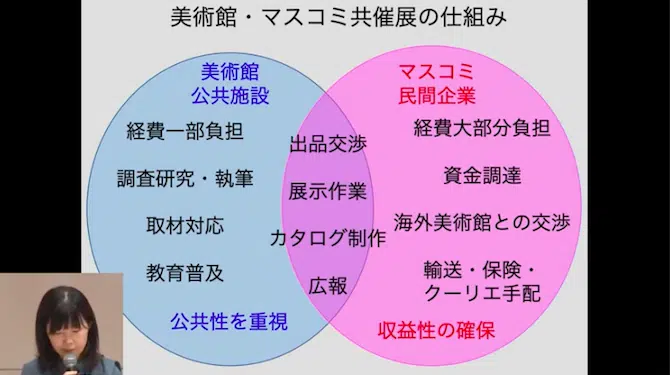 美術館・マスコミ共催展の仕組み
美術館
公共施設
経費一部負担
調査研究・執筆
取材対応
教育普及
公共性を重視
出品交渉
展示作業
カタログ制作
広報
マスコミ
民間企業
経費大部分負担
資金調達
海外美術館との交渉
輸送・保険・
クーリエ手配
収益性の確保